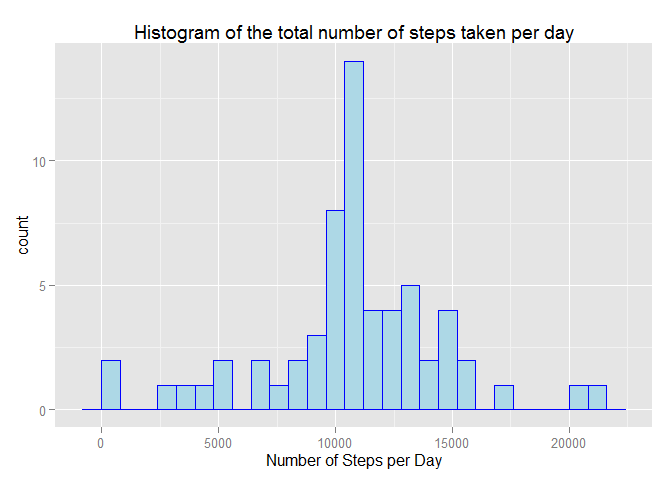 Histogram of the total number of steps taken per day
count
10
5
0
0 5000 10000 15000 20000
Number of Steps per Day